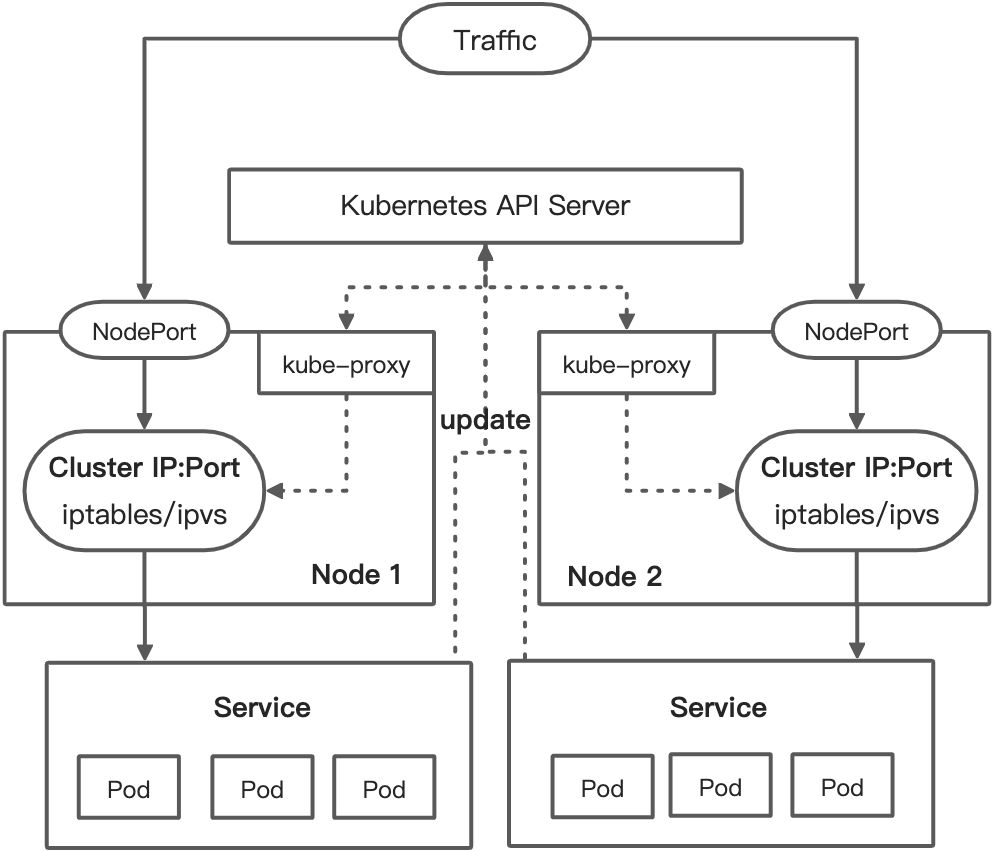 Traffic
Kubernetes API Server
NodePort
kube-proxy
kube-proxy
NodePort
update
Cluster IP:Port
iptables/ipvs
Cluster IP:Port
iptables/ipvs
Node 1
Node 2
Service
Pod
Pod
Pod
Service
Pod
Pod
Pod